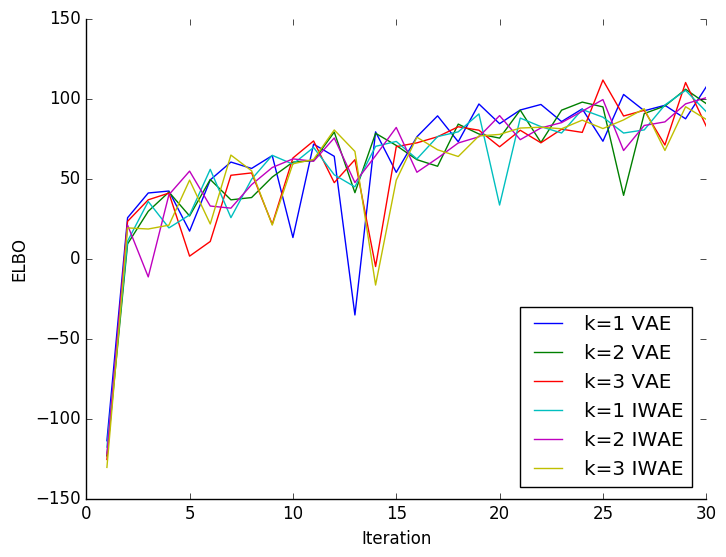 150
100
50
0
−50
−100
−150
ELBO
0 5 10 15 20 25 30
Iteration
k=1 VAE
k=2 VAE
k=3 VAE
k=1 IWAE
k=2 IWAE
k=3 IWAE